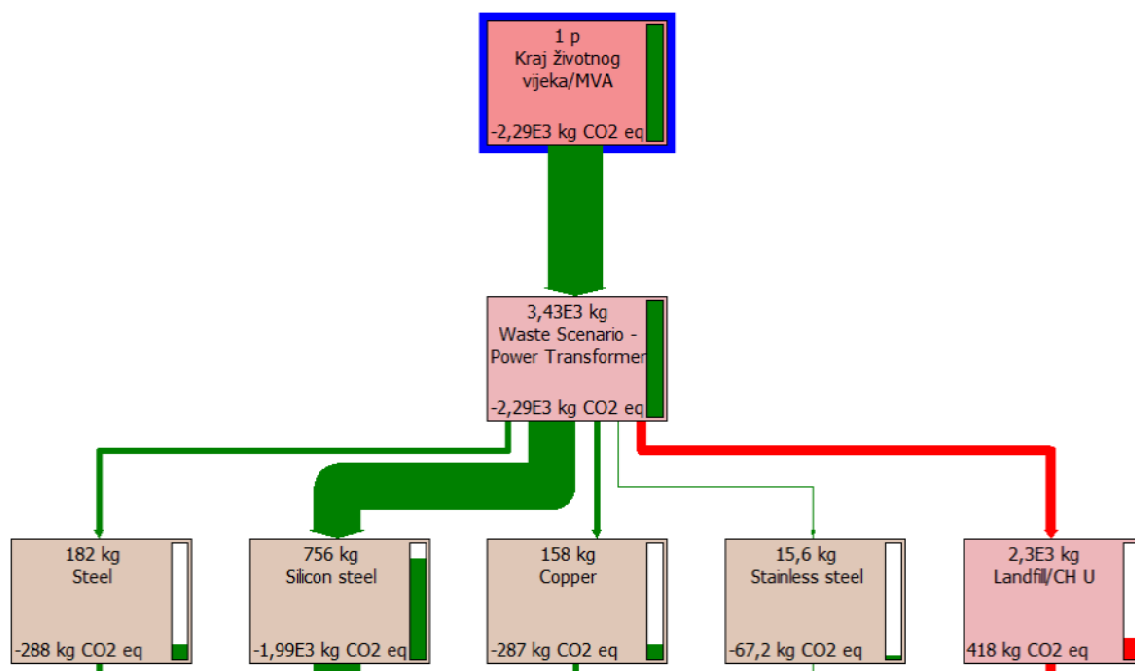 1 p
Kraj životnog
vijeka/MVA
-2,29E3 kg CO2 eq
3,43E3 kg
Waste Scenario -
Power Transformer
-2,29E3 kg CO2 eq
182 kg
Steel
-288 kg CO2 eq
756 kg
Silicon steel
-1,99E3 kg CO2 eq
158 kg
Copper
-287 kg CO2 eq
15,6 kg
Stainless steel
-67,2 kg CO2 eq
2,3E3 kg
Landfill/CH U
418 kg CO2 eq